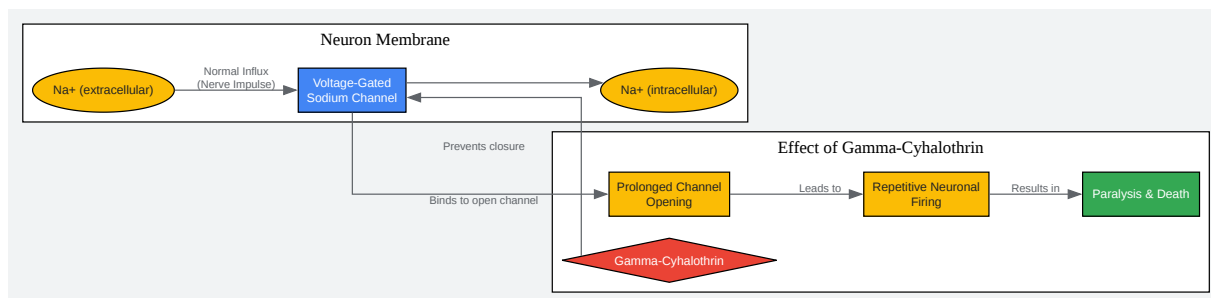 Neuron Membrane
Na+ (extracellular)
Normal Influx
(Nerve Impulse)
Voltage-Gated
Sodium Channel
Na+ (intracellular)
Prevents closure
Binds to open channel
Effect of Gamma-Cyhalothrin
Prolonged Channel
Opening
Leads to
Repetitive Neuronal
Firing
Results in
Paralysis & Death
Gamma-Cyhalothrin